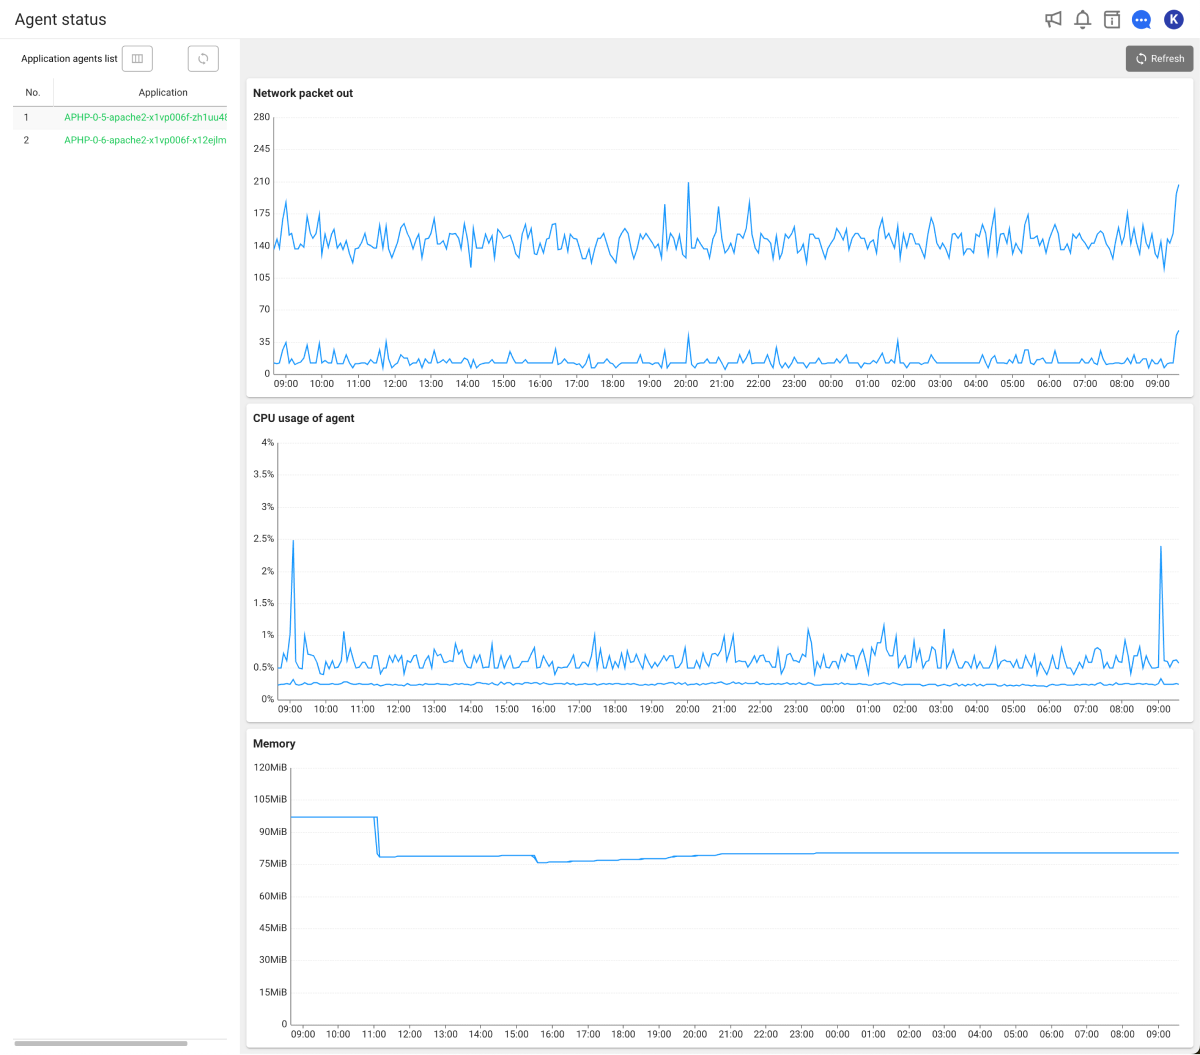 Agent status
K
Application agents list
Refresh
No. Application
1 APHP-0-5-apache2-x1vp006f-zh1uu48
2 APHP-0-6-apache2-x1vp006f-x12ejlm
Network packet out
280
245
210
175
140
105
70
35
0
09:00 10:00 11:00 12:00 13:00 14:00 15:00 16:00 17:00 18:00 19:00 20:00 21:00 22:00 23:00 00:00 01:00 02:00 03:00 04:00 05:00 06:00 07:00 08:00 09:00
CPU usage of agent
4%
3.5%
3%
2.5%
2%
1.5%
1%
0.5%
0%
09:00 10:00 11:00 12:00 13:00 14:00 15:00 16:00 17:00 18:00 19:00 20:00 21:00 22:00 23:00 00:00 01:00 02:00 03:00 04:00 05:00 06:00 07:00 08:00 09:00
Memory
120MiB
105MiB
90MiB
75MiB
60MiB
45MiB
30MiB
15MiB
0
09:00 10:00 11:00 12:00 13:00 14:00 15:00 16:00 17:00 18:00 19:00 20:00 21:00 22:00 23:00 00:00 01:00 02:00 03:00 04:00 05:00 06:00 07:00 08:00 09:00